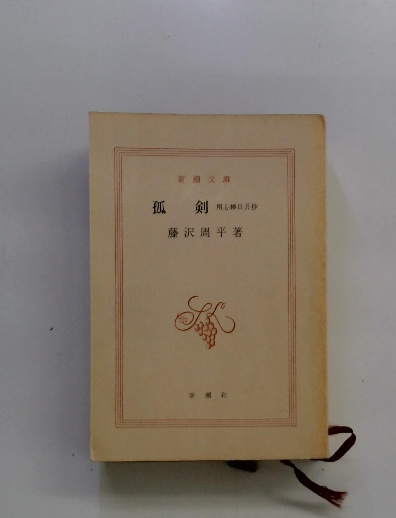 新潮文庫
孤剣 用心棒日月抄
藤沢周平著
新潮社